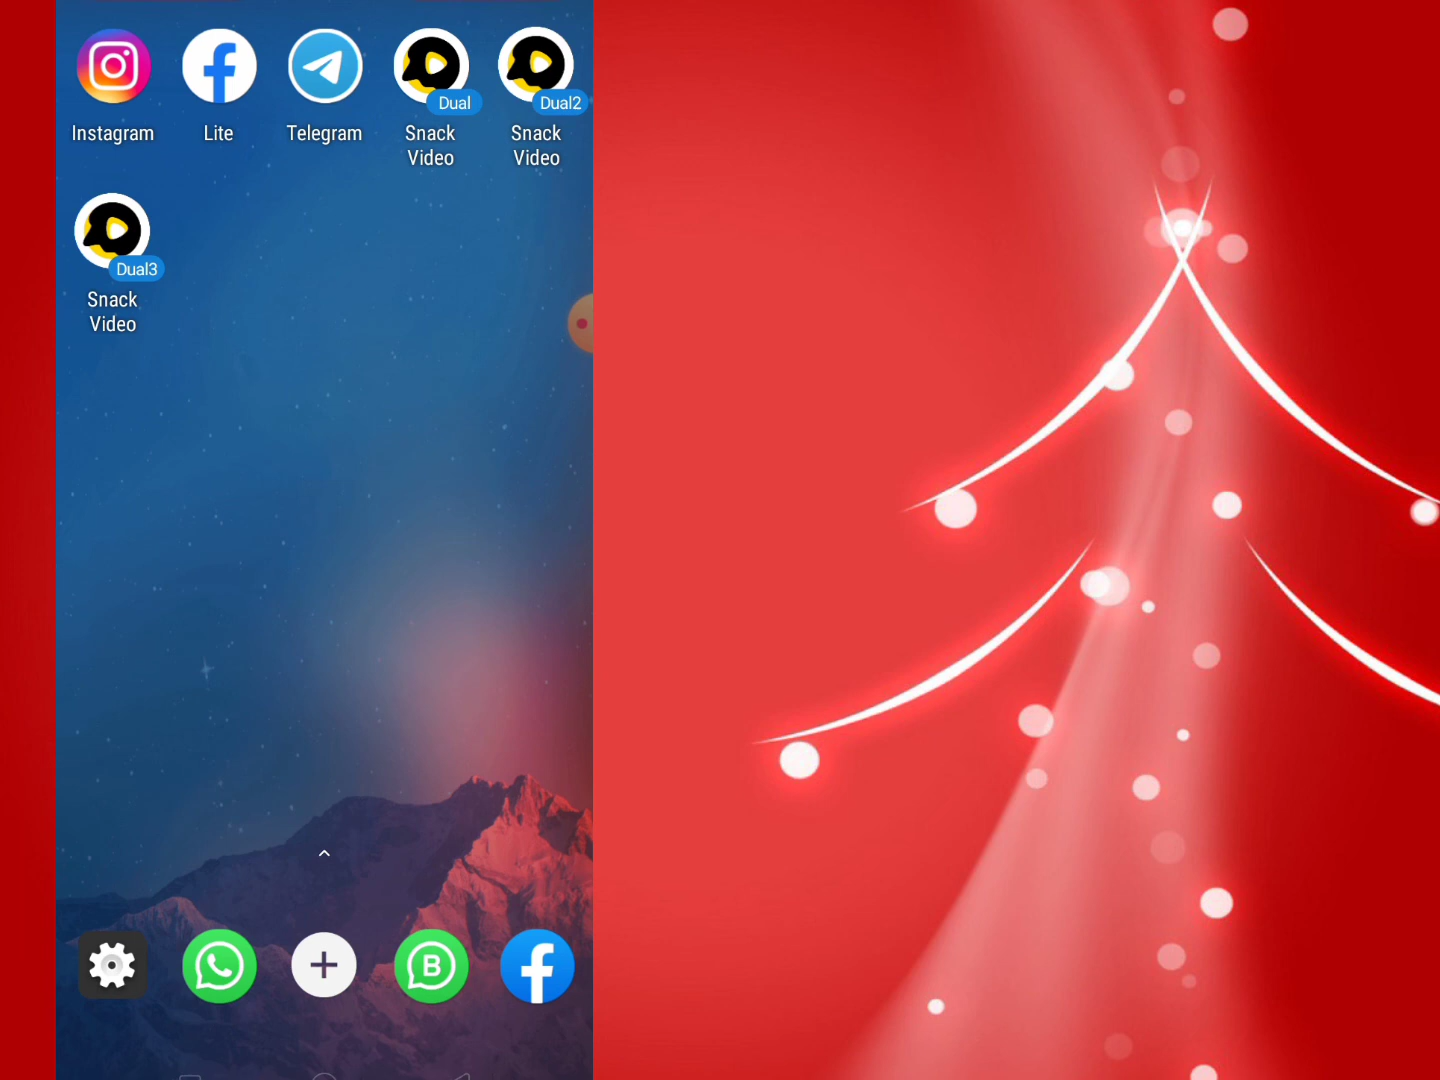 Instagram
Lite
Telegram
Dual
Snack
Video
Dual2
Snack
Video
Dual3
Snack
Video
B